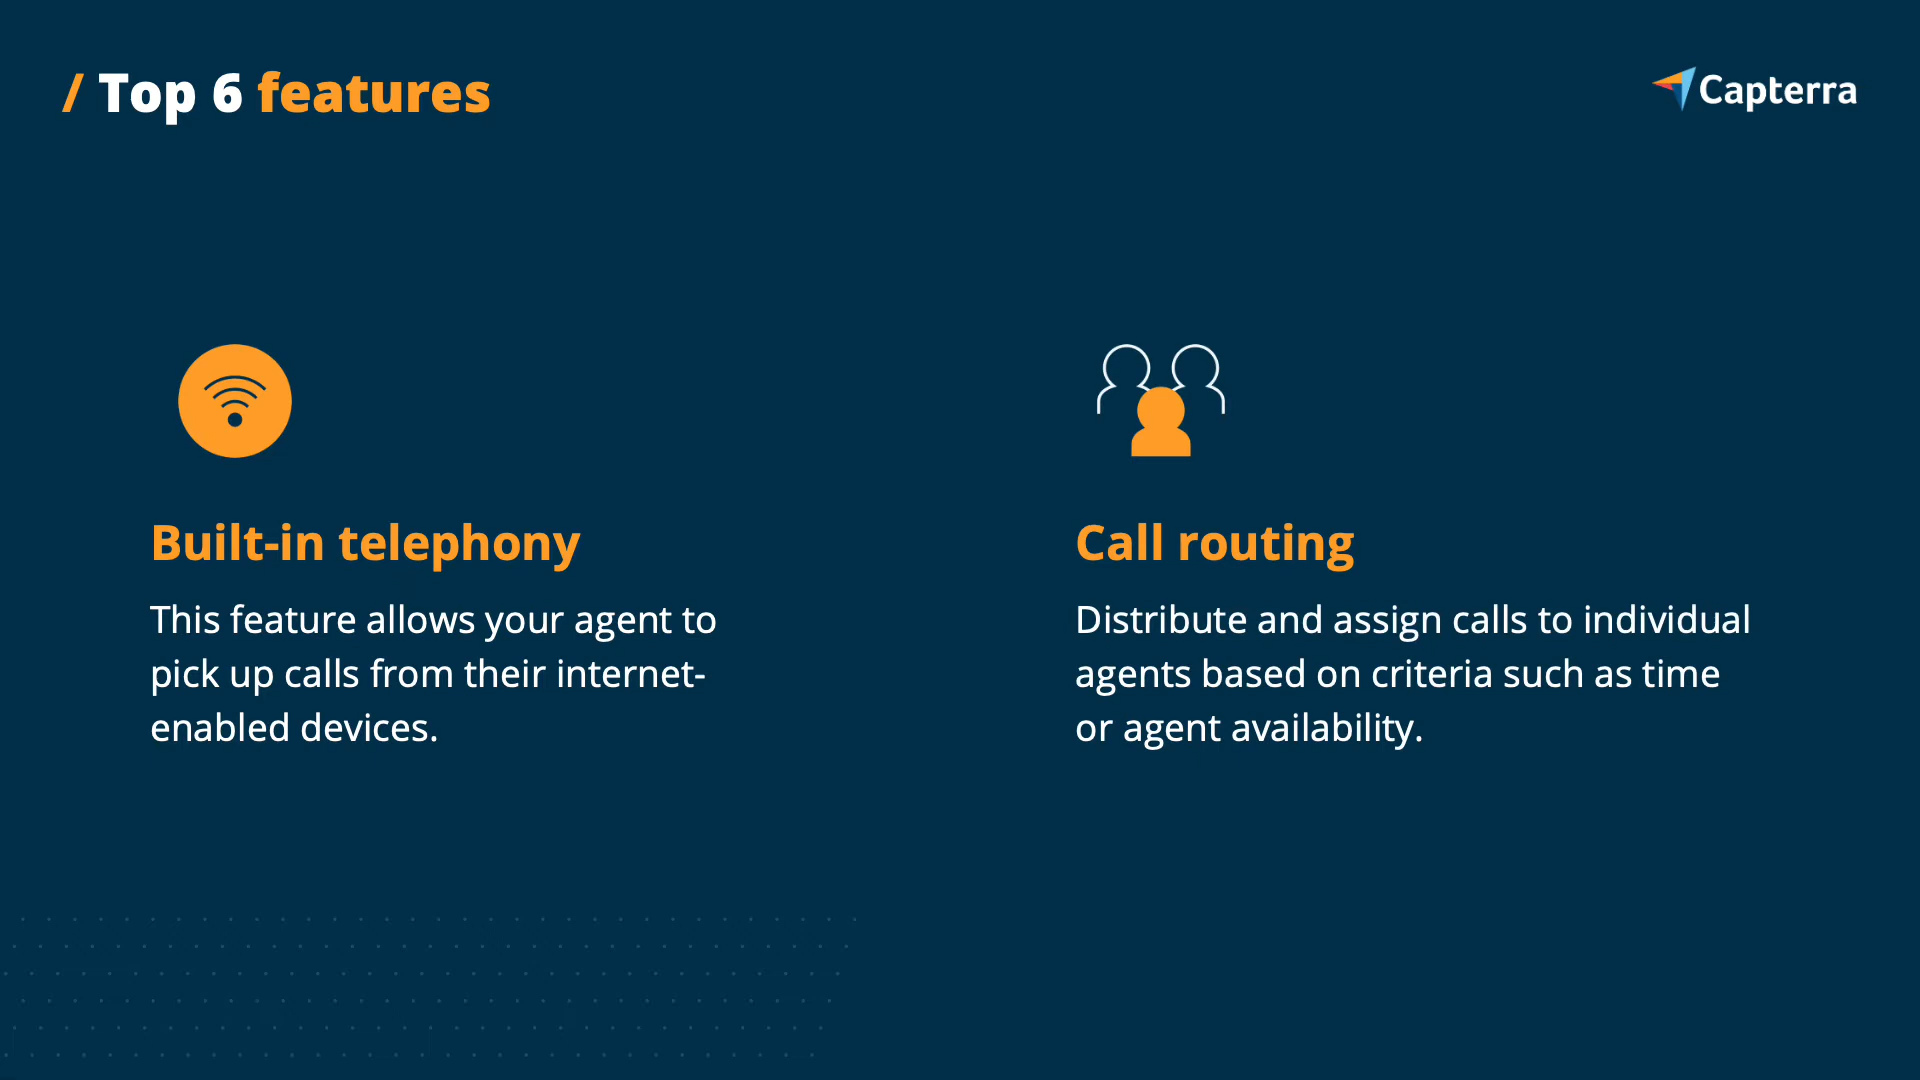 / Top 6 features
Capterra
Built-in telephony
This feature allows your agent to
pick up calls from their internet-
enabled devices.
Call routing
Distribute and assign calls to individual
agents based on criteria such as time
or agent availability.